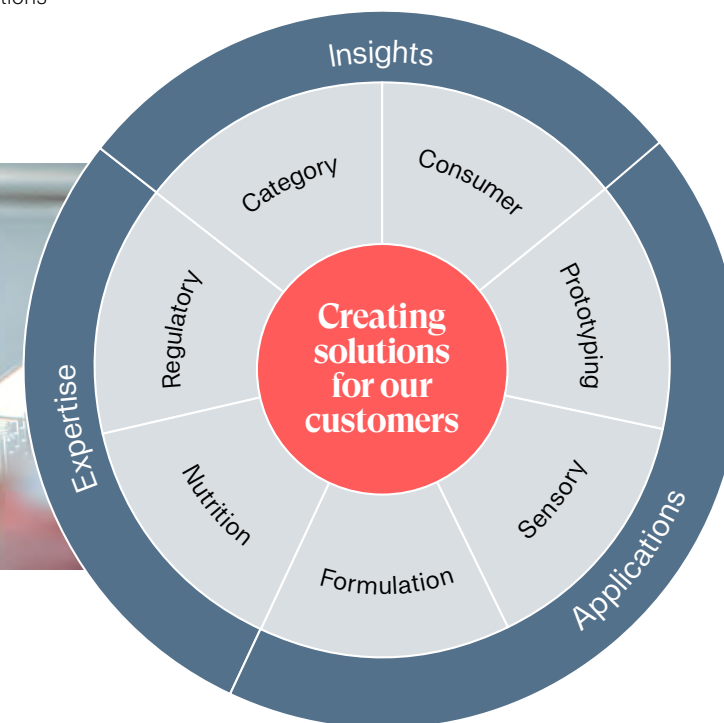 Insights
Category
Consumer
Regulatory
Prototyping
Creating
solutions
for our
customers
Expertise
Nutrition
Sensory
Formulation
Applications